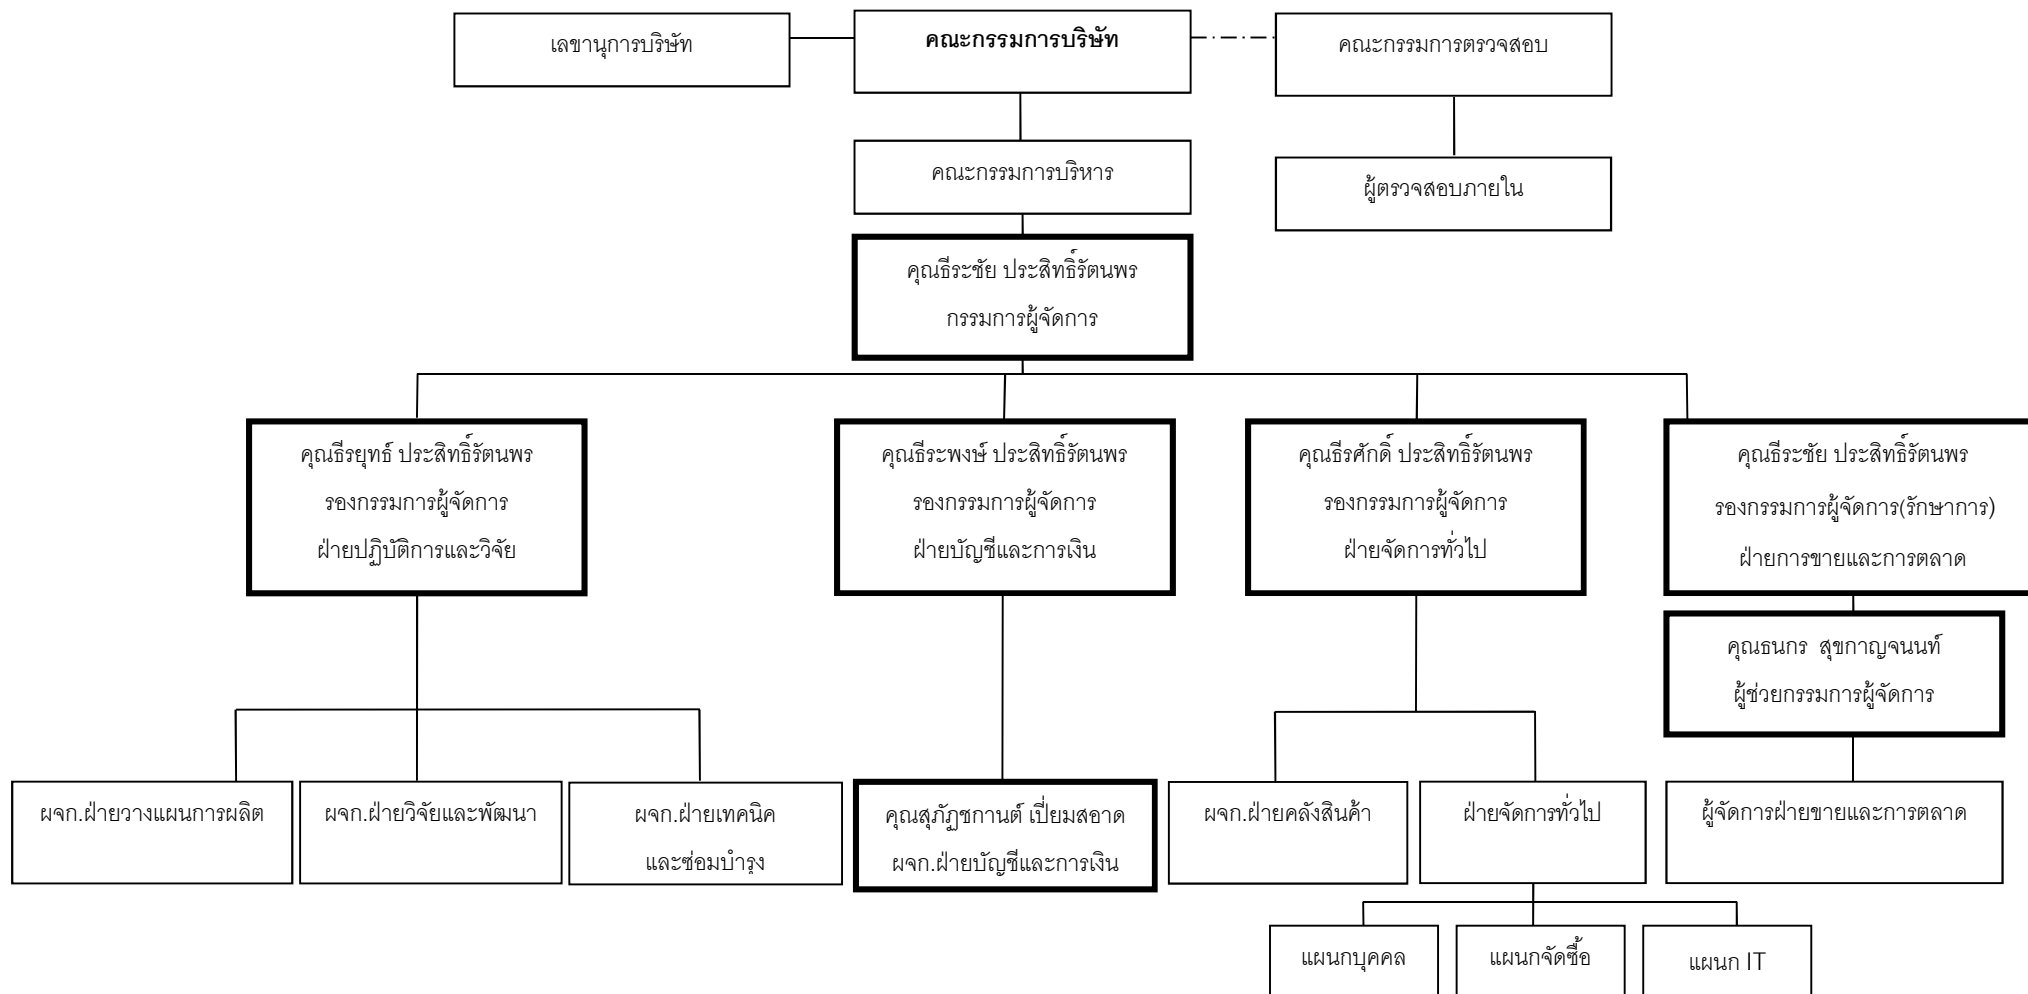 เลขานุการบริษัท
คณะกรรมการบริษัท
คณะกรรมการตรวจสอบ
คณะกรรมการบริหาร
ผู้ตรวจสอบภายใน
คุณธีระชัย ประสิทธิ์รัตนพร
กรรมการผู้จัดการ
คุณธีรยุทธ์ ประสิทธิ์รัตนพร
รองกรรมการผู้จัดการ
ฝ่ายปฏิบัติการและวิจัย
คุณธีระพงษ์ ประสิทธิ์รัตนพร
รองกรรมการผู้จัดการ
ฝ่ายบัญชีและการเงิน
คุณธีรศักดิ์ ประสิทธิ์รัตนพร
รองกรรมการผู้จัดการ
ฝ่ายจัดการทั่วไป
คุณธีระชัย ประสิทธิ์รัตนพร
รองกรรมการผู้จัดการ(รักษาการ)
ฝ่ายการขายและการตลาด
คุณธนกร สุขกาญจนนท์
ผู้ช่วยกรรมการผู้จัดการ
ผจก.ฝ่ายวางแผนการผลิต
ผจก.ฝ่ายวิจัยและพัฒนา
ผจก.ฝ่ายเทคนิค
และซ่อมบำรุง
คุณสุภัฏชกานต์ เปี่ยมสอาด
ผจก.ฝ่ายบัญชีและการเงิน
ผจก.ฝ่ายคลังสินค้า
ฝ่ายจัดการทั่วไป
ผู้จัดการฝ่ายขายและการตลาด
แผนกบุคคล
แผนกจัดซื้อ
แผนก IT